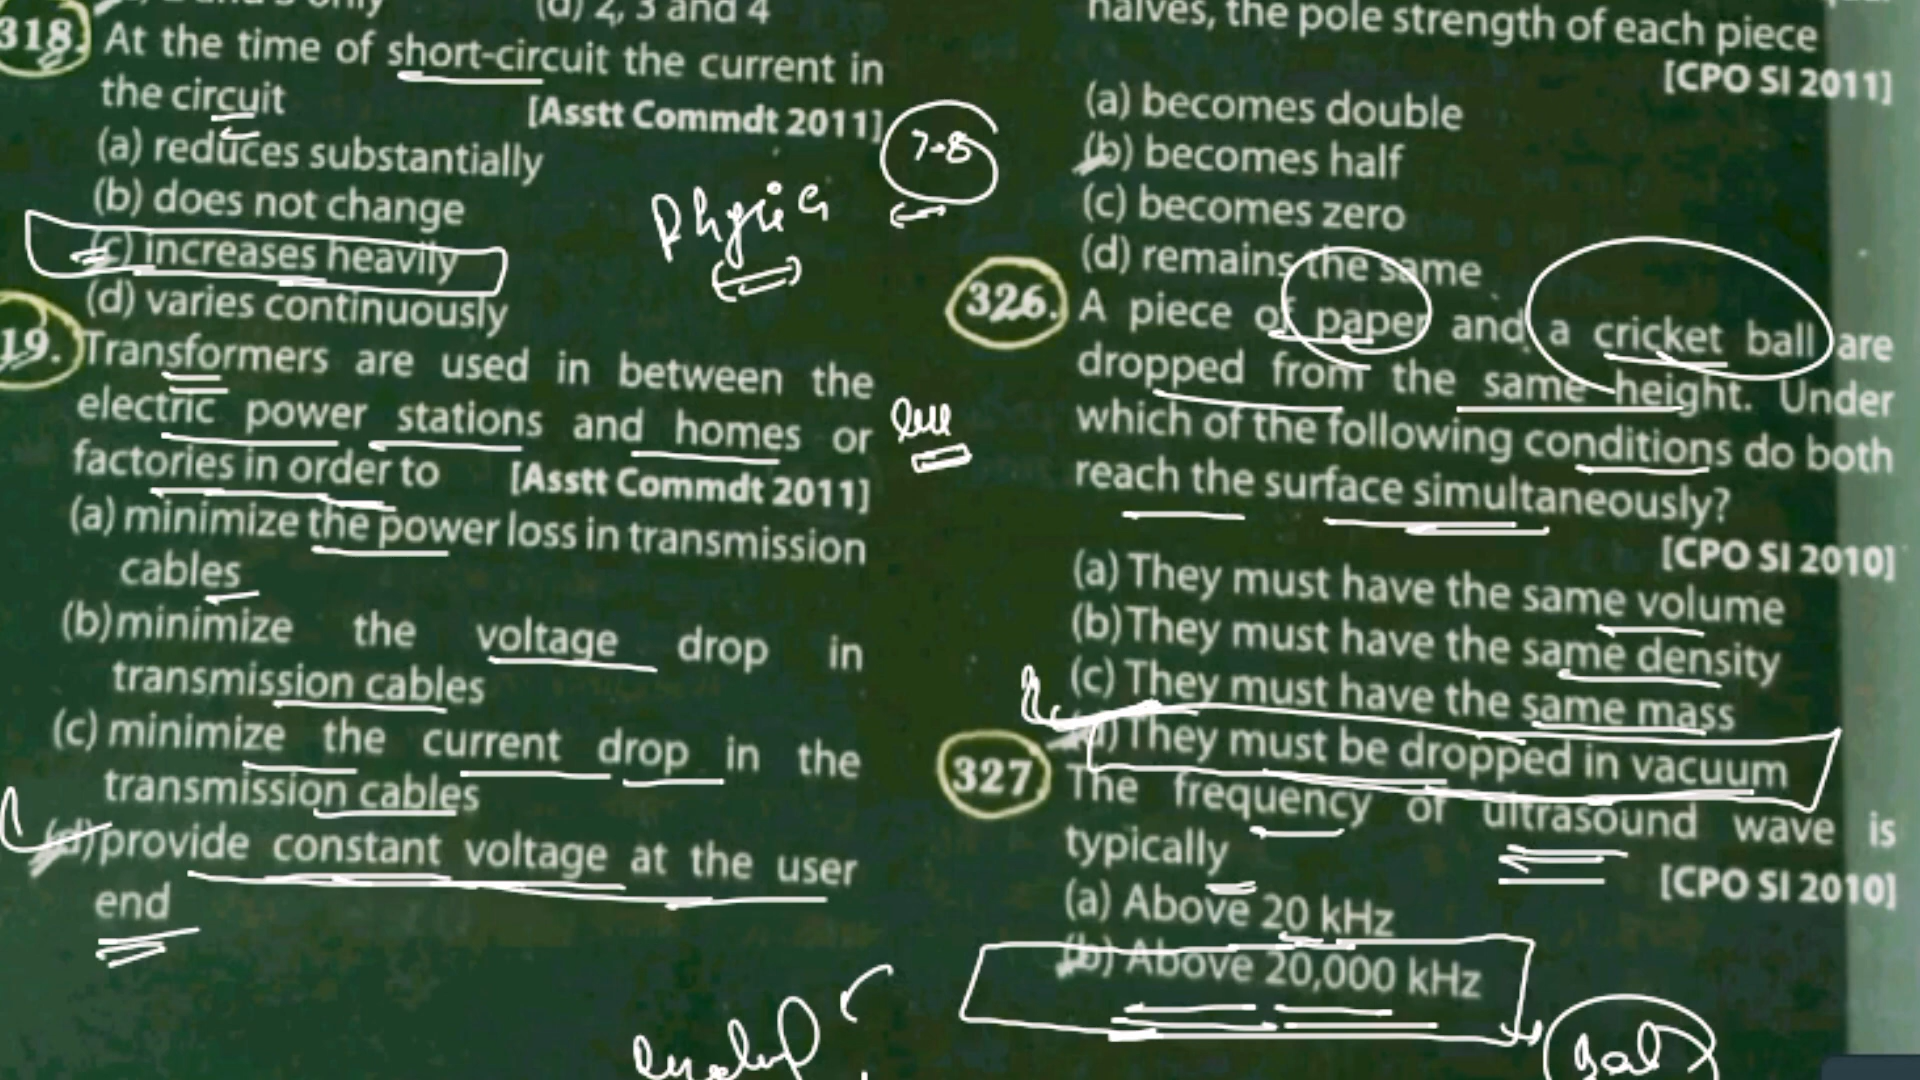 (d) 2, 3 and 4
318. At the time of short-circuit the current in
the circuit [Asstt Commdt 2011]
(a) reduces substantially
(b) does not change
(c) increases heavily
(d) varies continuously
19. Transformers are used in between the
electric power stations and homes or
factories in order to [Asstt Commdt 2011]
(a) minimize the power loss in transmission
cables
(b) minimize the voltage drop in
transmission cables
(c) minimize the current drop in the
transmission cables
(d) provide constant voltage at the user
end
7-8
halves, the pole strength of each piece
[CPO SI 2011]
(a) becomes double
(b) becomes half
(c) becomes zero
(d) remains the same
326. A piece of paper and a cricket ball are
dropped from the same height. Under
which of the following conditions do both
reach the surface simultaneously?
[CPO SI 2010]
(a) They must have the same volume
(b) They must have the same density
(c) They must have the same mass
(d) They must be dropped in vacuum
327. The frequency of ultrasound wave is
typically [CPO SI 2010]
(a) Above 20 kHz
(b) Above 20,000 kHz